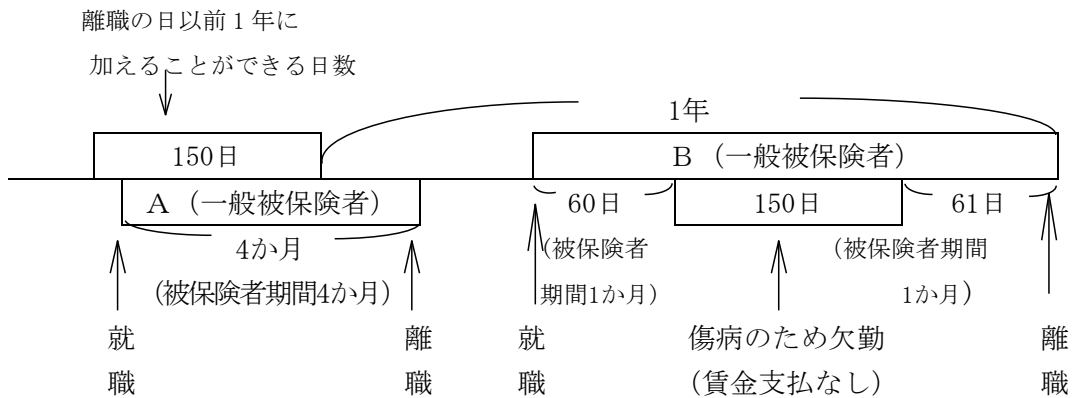 離職の日以前1年に
加えることができる日数
1年
150日
B(一般被保険者)
A(一般被保険者)
60日
150日
61日
4か月
(被保険者
(被保険者期間
(被保険者期間4か月)
期間1か月)
1か月)
就職
離職
就職
傷病のため欠勤
(賃金支払なし)
離職